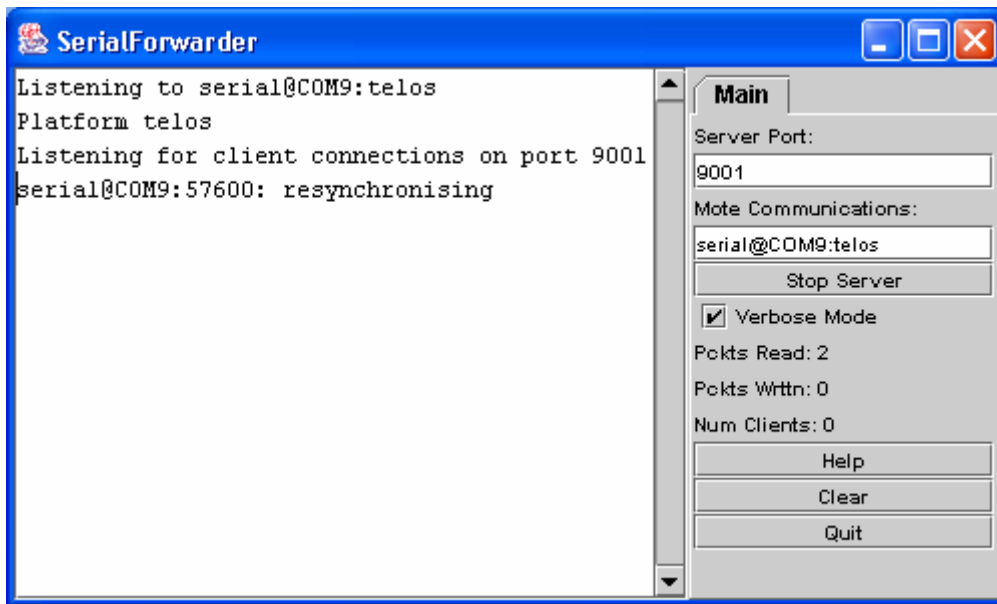 SerialForwarder
Listening to serial@COM9:telos
Platform telos
Listening for client connections on port 9001
serial@COM9:57600: resynchronising
Main
Server Port:
9001
Mote Communications:
serial@COM9:telos
Stop Server
Verbose Mode
Pckts Read: 2
Pckts Wrttn: 0
Num Clients: 0
Help
Clear
Quit